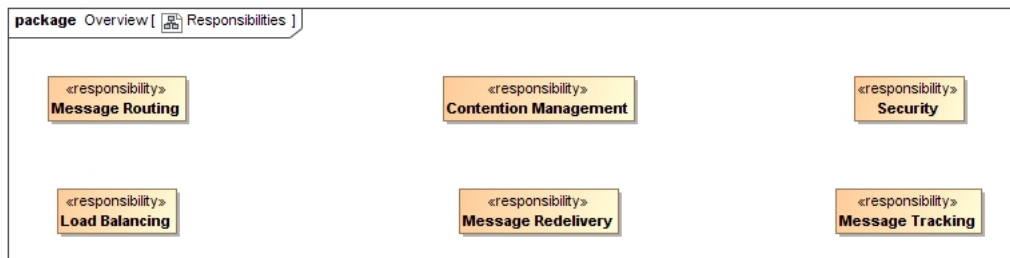 package Overview [ Responsibilities ]
«responsibility» «responsibility» «responsibility»
Message Routing Contention Management Security
«responsibility» «responsibility» «responsibility»
Load Balancing Message Redelivery Message Tracking